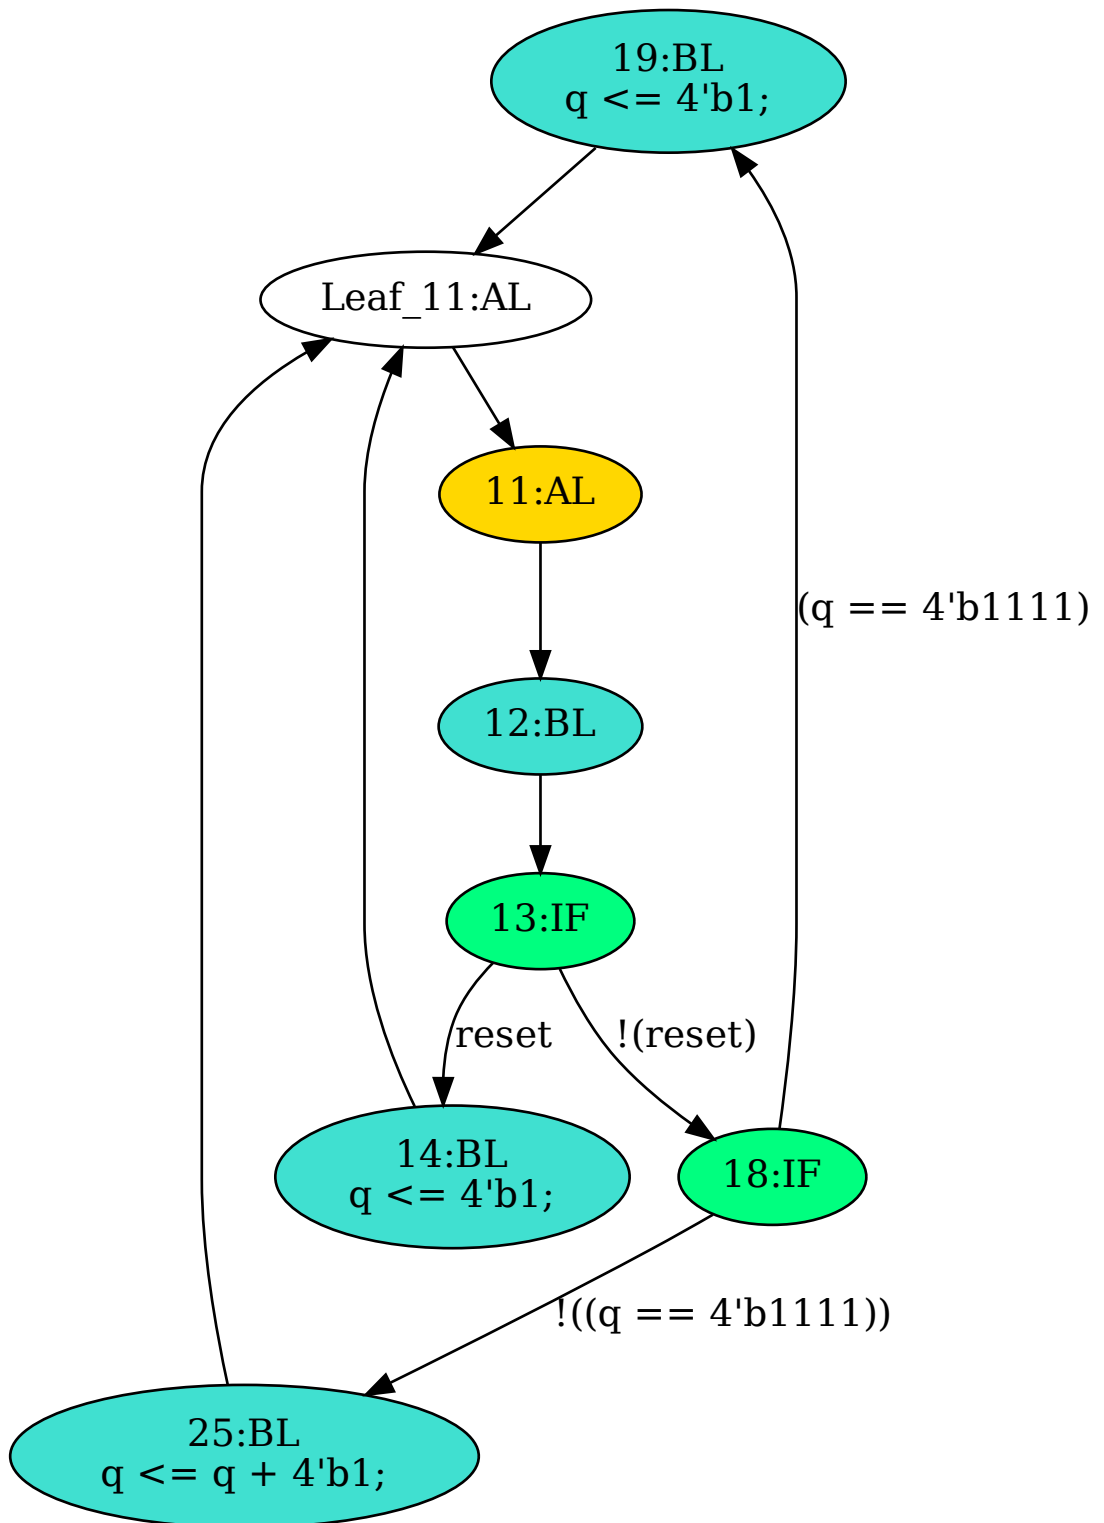 19:BL
q <= 4'b1;
Leaf_11:AL
11:AL
(q == 4'b1111)
12:BL
13:IF
reset
!(reset)
14:BL
q <= 4'b1;
18:IF
!((q == 4'b1111))
25:BL
q <= q + 4'b1;